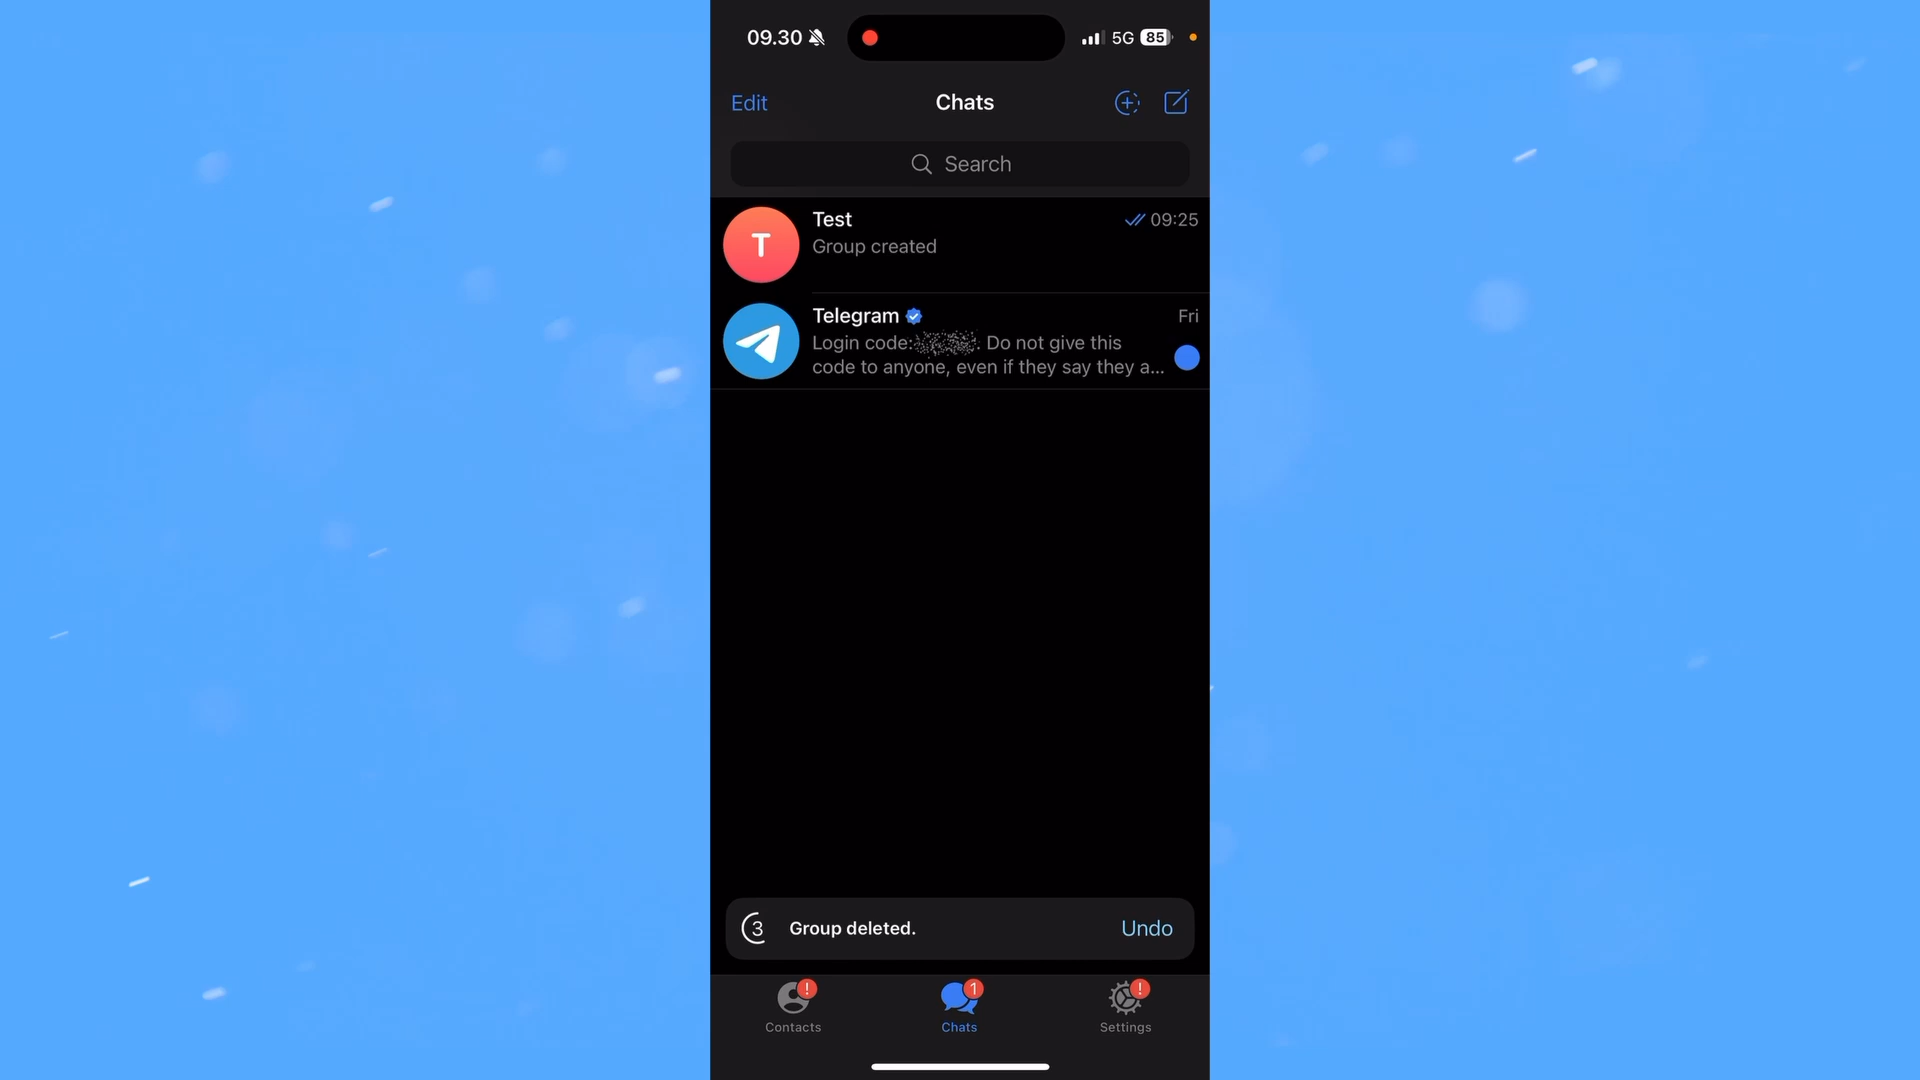 09.30 5G 85
Edit Chats
Search
T
Test 09:25
Group created
Telegram Fri
Login code: . Do not give this
code to anyone, even if they say they a...
3 Group deleted. Undo
! 1 !
Contacts Chats Settings